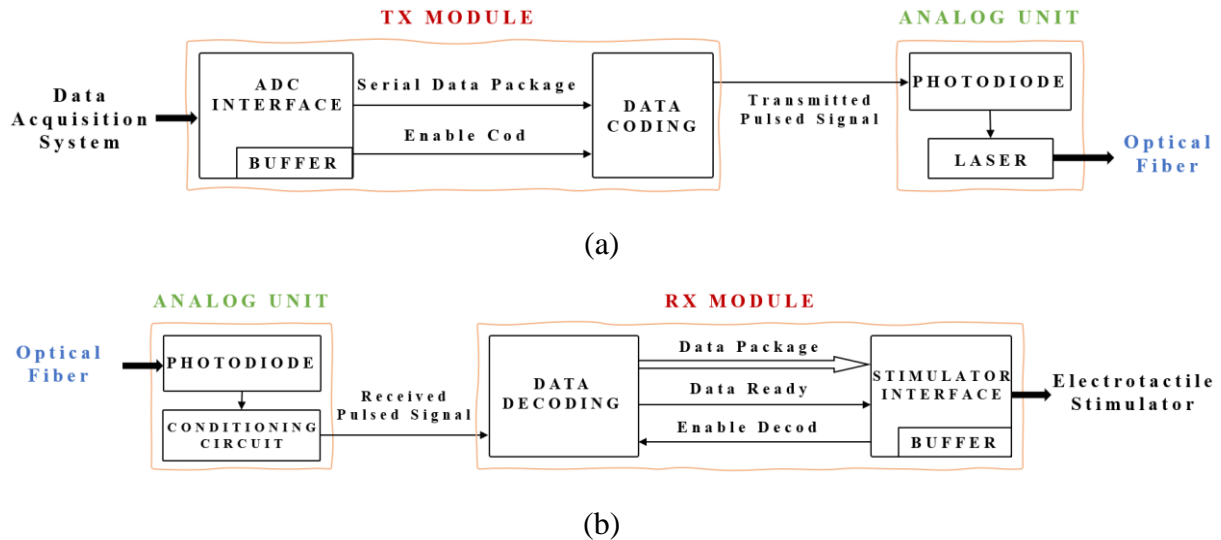 TX MODULE
ANALOG UNIT
Data
Acquisition
System
ADC
INTERFACE
BUFFER
Serial Data Package
Enable Cod
DATA
CODING
Transmitted
Pulsed Signal
PHOTODIODE
LASER
Optical
Fiber
(a)
ANALOG UNIT
RX MODULE
Optical
Fiber
PHOTODIODE
CONDITIONING
CIRCUIT
Received
Pulsed Signal
DATA
DECODING
Data Package
Data Ready
Enable Decod
STIMULATOR
INTERFACE
BUFFER
Electrotactile
Stimulator
(b)